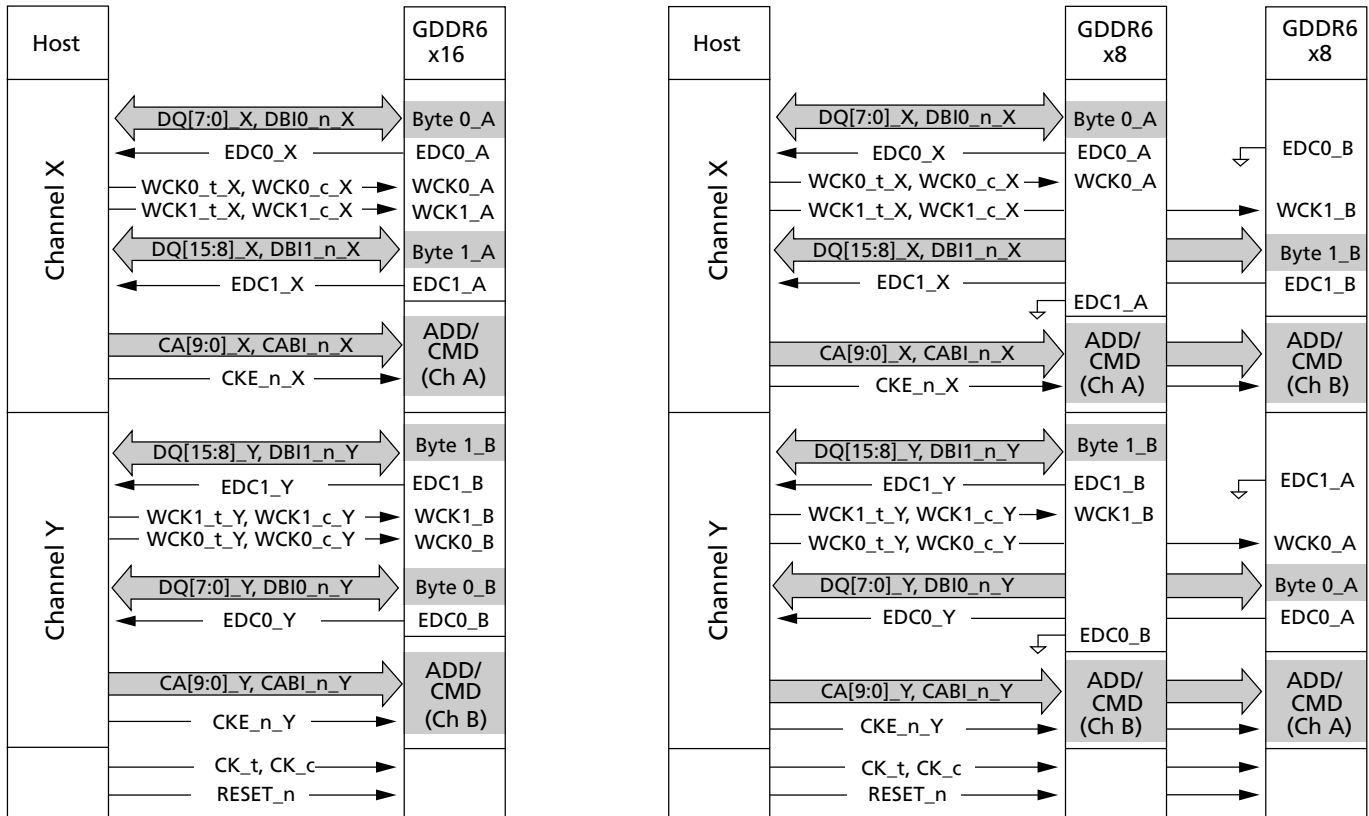 Host
GDDR6
x16
Channel X
DQ[7:0]_X, DBI0_n_X
Byte 0_A
EDC0_X
EDC0_A
WCK0_t_X, WCK0_c_X
WCK0_A
WCK1_t_X, WCK1_c_X
WCK1_A
DQ[15:8]_X, DBI1_n_X
Byte 1_A
EDC1_X
EDC1_A
CA[9:0]_X, CABI_n_X
CKE_n_X
ADD/
CMD
(Ch A)
Channel Y
DQ[15:8]_Y, DBI1_n_Y
Byte 1_B
EDC1_Y
EDC1_B
WCK1_t_Y, WCK1_c_Y
WCK1_B
WCK0_t_Y, WCK0_c_Y
WCK0_B
DQ[7:0]_Y, DBI0_n_Y
Byte 0_B
EDC0_Y
EDC0_B
CA[9:0]_Y, CABI_n_Y
CKE_n_Y
ADD/
CMD
(Ch B)
CK_t, CK_c
RESET_n
Host
GDDR6
x8
GDDR6
x8
Channel X
DQ[7:0]_X, DBI0_n_X
Byte 0_A
EDC0_X
EDC0_A
EDC0_B
WCK0_t_X, WCK0_c_X
WCK0_A
WCK1_t_X, WCK1_c_X
WCK1_B
DQ[15:8]_X, DBI1_n_X
Byte 1_B
EDC1_X
EDC1_B
EDC1_A
CA[9:0]_X, CABI_n_X
CKE_n_X
ADD/
CMD
(Ch A)
ADD/
CMD
(Ch B)
Channel Y
DQ[15:8]_Y, DBI1_n_Y
Byte 1_B
EDC1_Y
EDC1_B
EDC1_A
WCK1_t_Y, WCK1_c_Y
WCK1_B
WCK0_t_Y, WCK0_c_Y
WCK0_A
DQ[7:0]_Y, DBI0_n_Y
Byte 0_A
EDC0_Y
EDC0_A
EDC0_B
CA[9:0]_Y, CABI_n_Y
CKE_n_Y
ADD/
CMD
(Ch B)
ADD/
CMD
(Ch A)
CK_t, CK_c
RESET_n